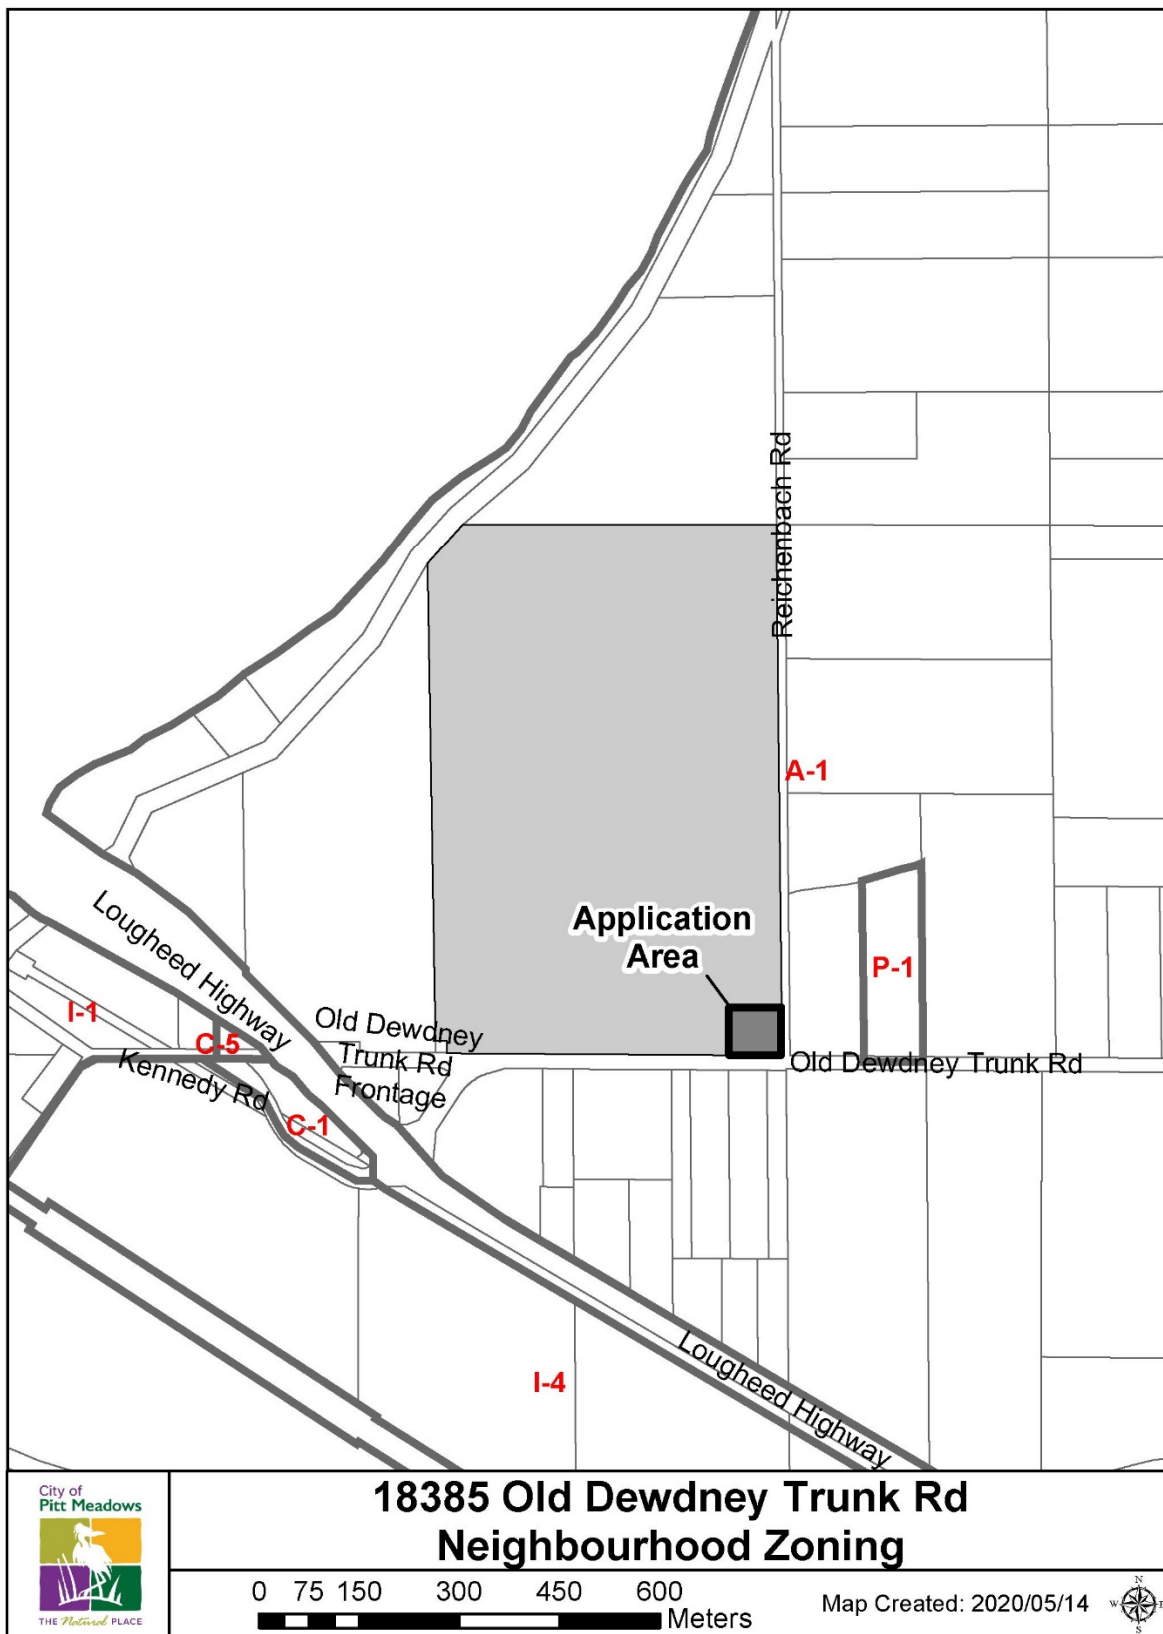 Reichenbach Rd
A-1
Application
Area
P-1
Lougheed Highway
I-1
C-5
Old Dewdney
Trunk Rd
Frontage
Old Dewdney Trunk Rd
Kennedy Rd
C-1
I-4
Lougheed Highway
City of
Pitt Meadows
THE Natural PLACE
18385 Old Dewdney Trunk Rd
Neighbourhood Zoning
0 75 150 300 450 600
Meters
Map Created: 2020/05/14
N
W E
S